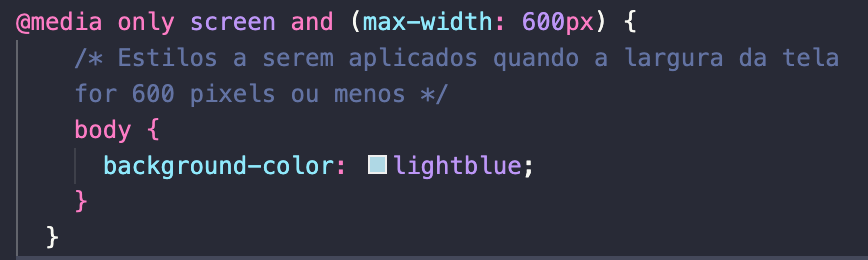 @media only screen and (max-width: 600px) {
/* Estilos a serem aplicados quando a largura da tela
for 600 pixels ou menos */
body {
background-color: lightblue;
}
}